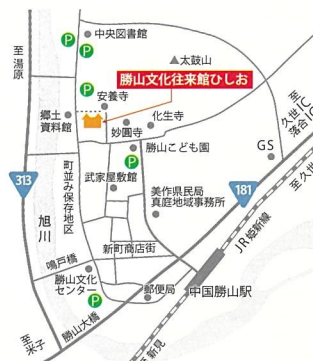 至湯原
P
P
中央図書館
太鼓山
P
勝山文化往来館ひしお
安養寺
至久世IC
落合IC
郷土
資料館
妙圓寺
化生寺
P
勝山こども園
GS
至久世
313
町並み保存地区
武家屋敷館
181
旭川
美作県民局
真庭地域事務所
JR姫新線
新町商店街
鳴戸橋
勝山文化
センター
P
郵便局
中国勝山駅
勝山大橋
至米子
至新見